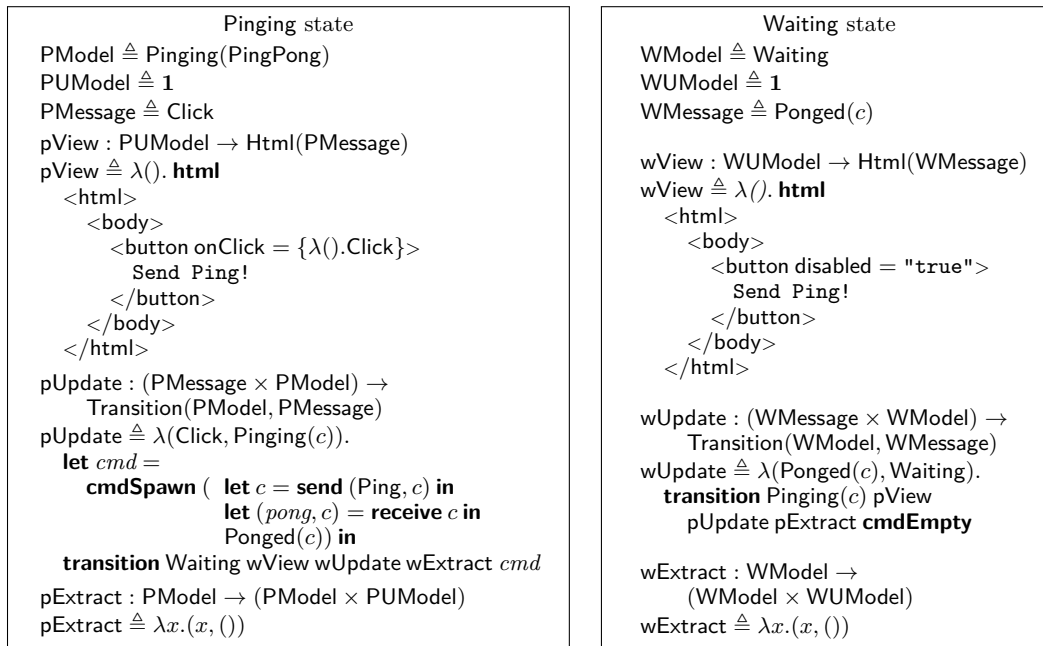 Pinging state
PModel ≜ Pinging(PingPong)
PUModel ≜ 1
PMessage ≜ Click
pView : PUModel → Html(PMessage)
pView ≜ λ(). html
<html>
<body>
<button onClick = {λ().Click}>
Send Ping!
</button>
</body>
</html>
pUpdate : (PMessage × PModel) →
Transition(PModel, PMessage)
pUpdate ≜ λ(Click, Pinging(c)).
let cmd =
cmdSpawn ( let c = send (Ping, c) in
let (pong, c) = receive c in
Ponged(c)) in
transition Waiting wView wUpdate wExtract cmd
pExtract : PModel → (PModel × PUModel)
pExtract ≜ λx.(x, ())
Waiting state
WModel ≜ Waiting
WUModel ≜ 1
WMessage ≜ Ponged(c)
wView : WUModel → Html(WMessage)
wView ≜ λ(). html
<html>
<body>
<button disabled = "true">
Send Ping!
</button>
</body>
</html>
wUpdate : (WMessage × WModel) →
Transition(WModel, WMessage)
wUpdate ≜ λ(Ponged(c), Waiting).
transition Pinging(c) pView
pUpdate pExtract cmdEmpty
wExtract : WModel →
(WModel × WUModel)
wExtract ≜ λx.(x, ())